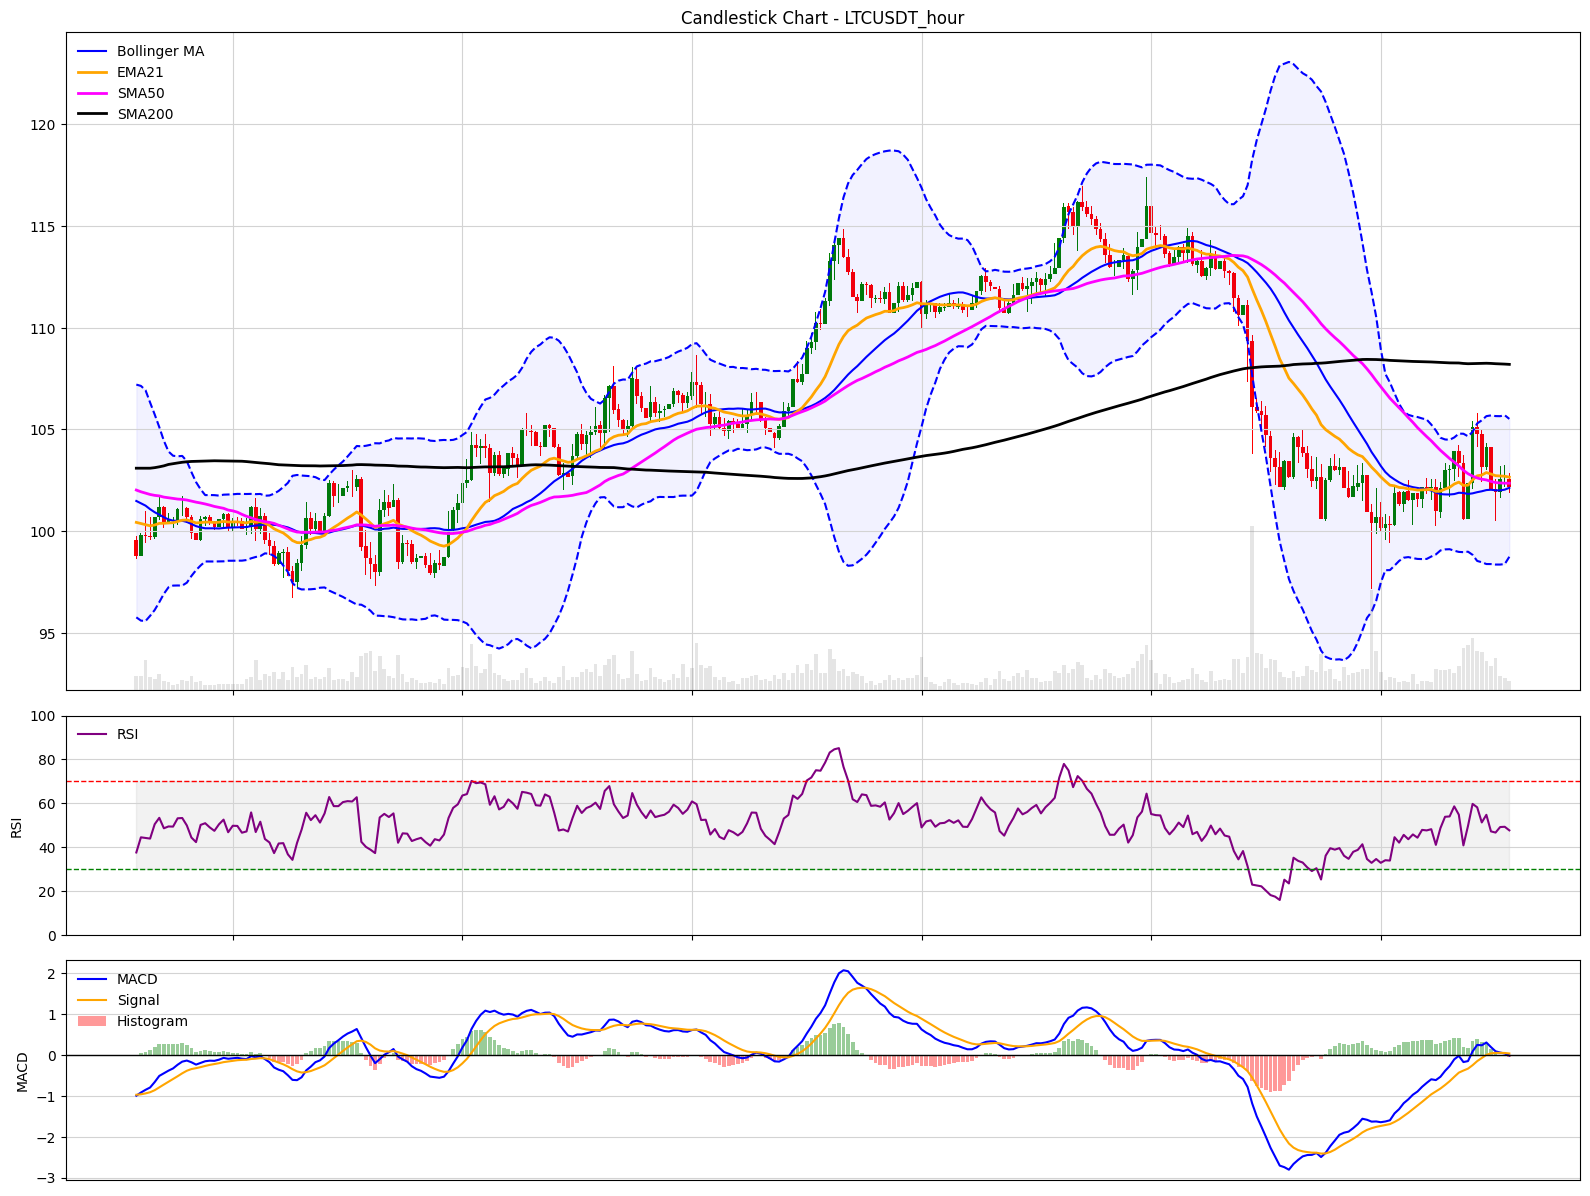 Candlestick Chart - LTCUSDT_hour
Bollinger MA
EMA21
SMA50
SMA200
120
115
110
105
100
95
RSI
100
80
60
40
20
0
RSI
MACD
Signal
Histogram
2
1
0
−1
−2
−3
MACD